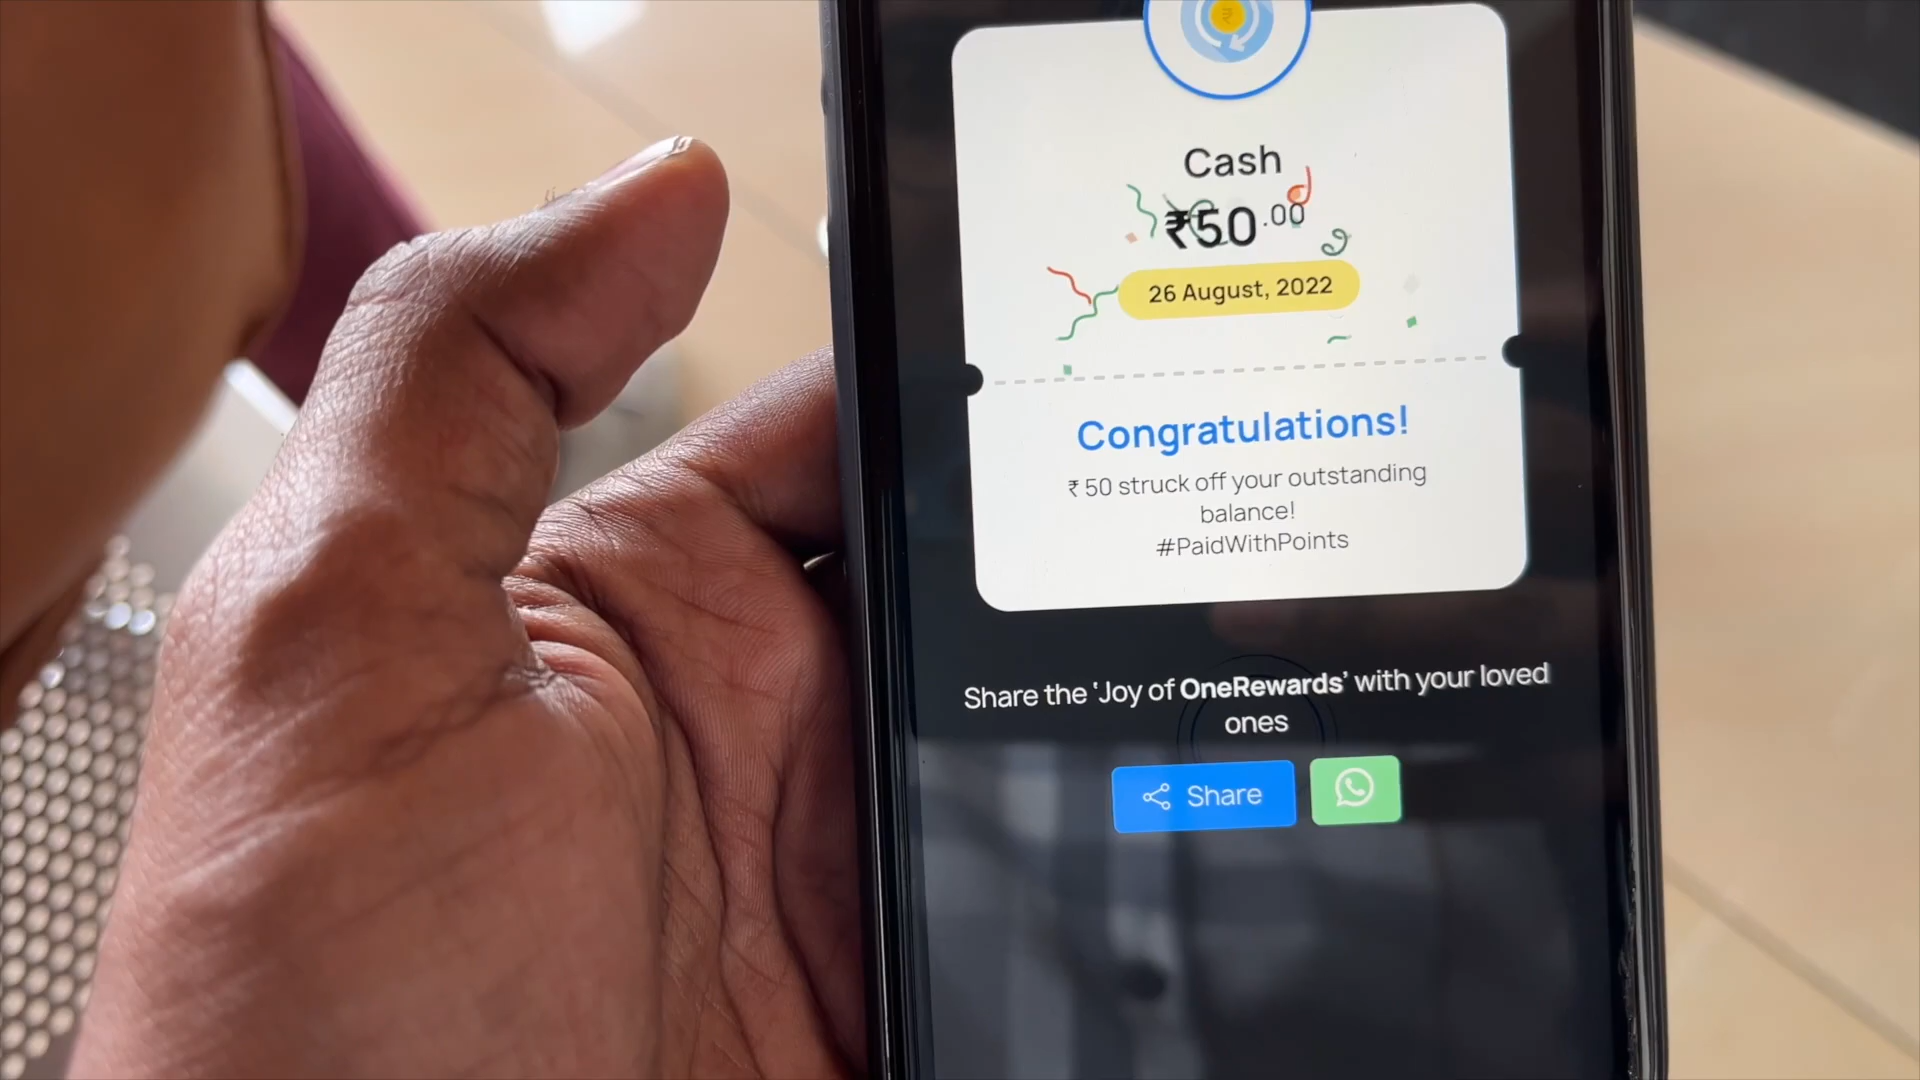 Cash
₹50.00
26 August, 2022
Congratulations!
₹ 50 struck off your outstanding
balance!
#PaidWithPoints
Share the ‘Joy of OneRewards’ with your loved
ones
Share